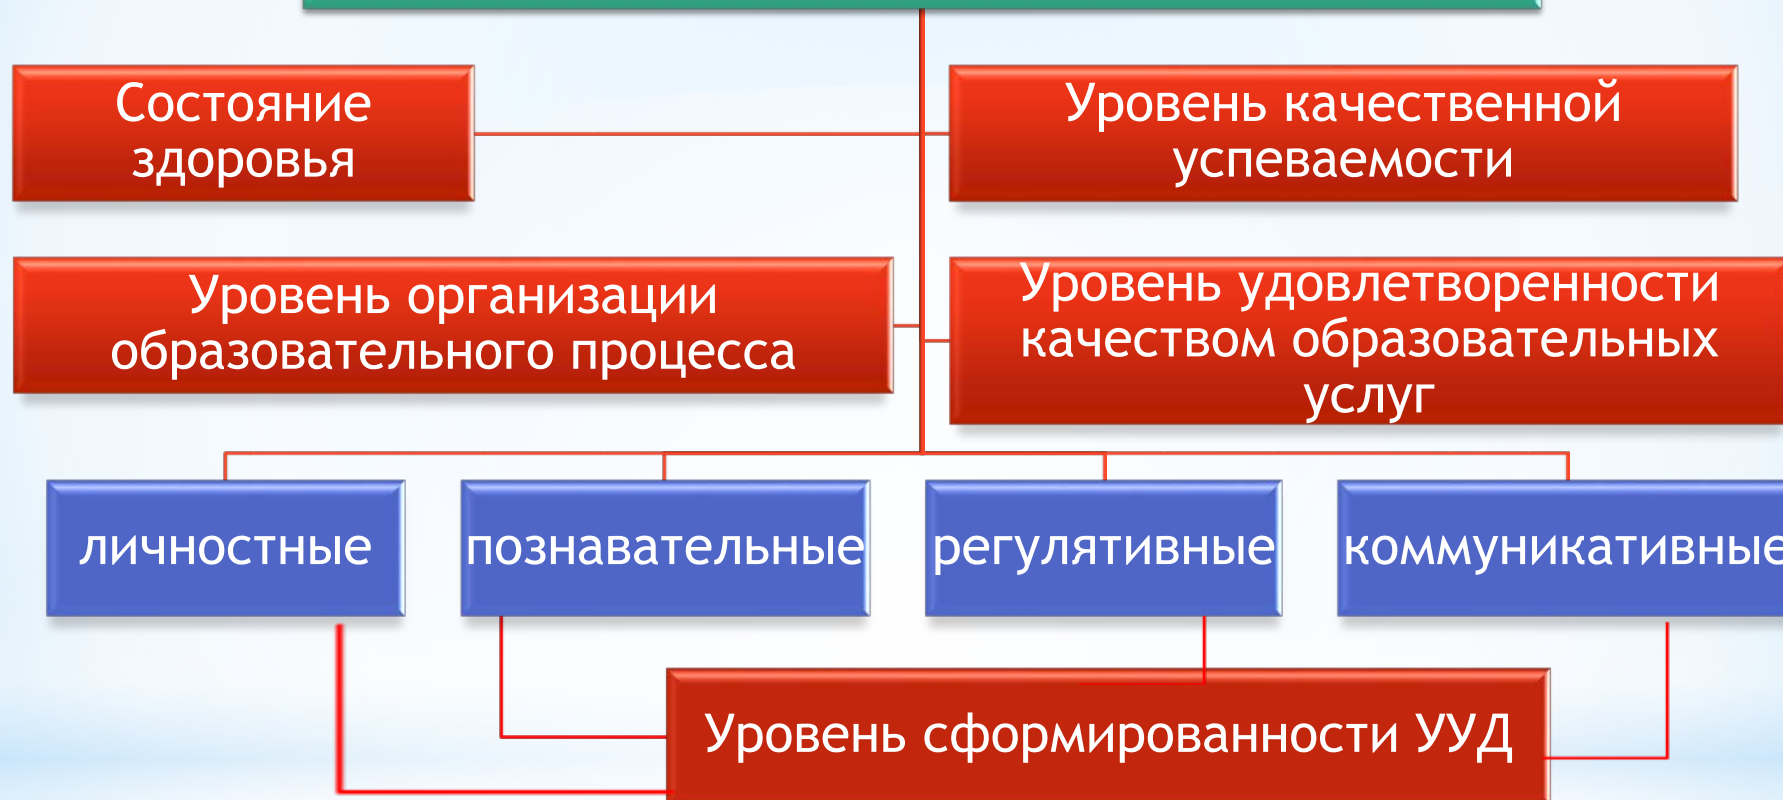 Состояние
здоровья
Уровень качественной
успеваемости
Уровень организации
образовательного процесса
Уровень удовлетворенности
качеством образовательных
услуг
личностные
познавательные
регулятивные
коммуникативные
Уровень сформированности УУД